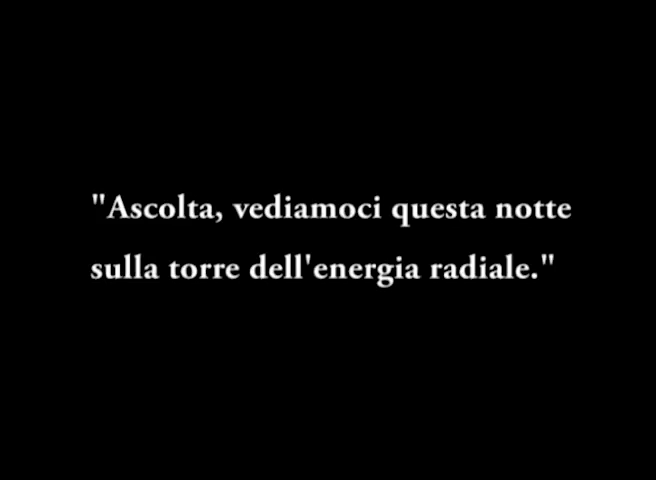 "Ascolta, vediamoci questa notte
sulla torre dell'energia radiale."